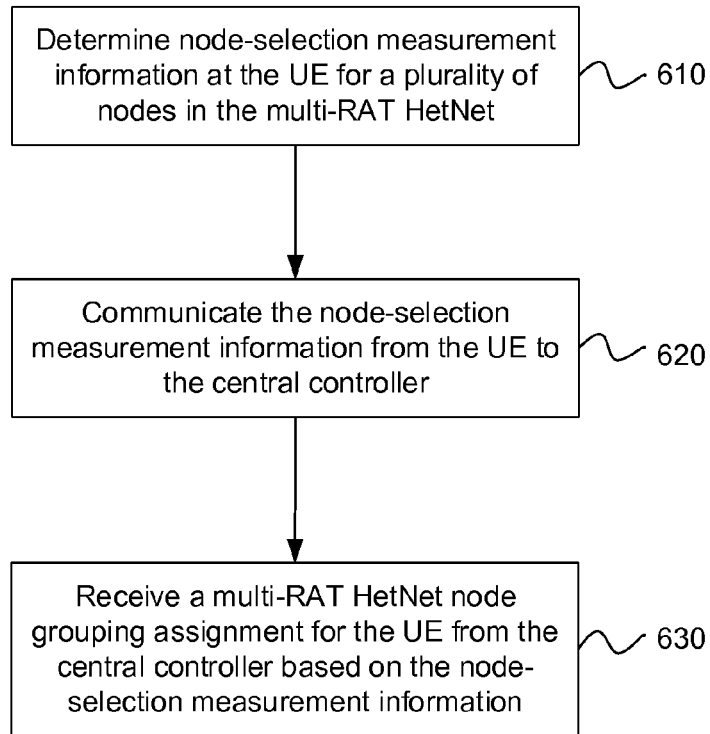 Determine node-selection measurement
information at the UE for a plurality of
nodes in the multi-RAT HetNet
610
Communicate the node-selection
measurement information from the UE to
the central controller
620
Receive a multi-RAT HetNet node
grouping assignment for the UE from the
central controller based on the node-
selection measurement information
630